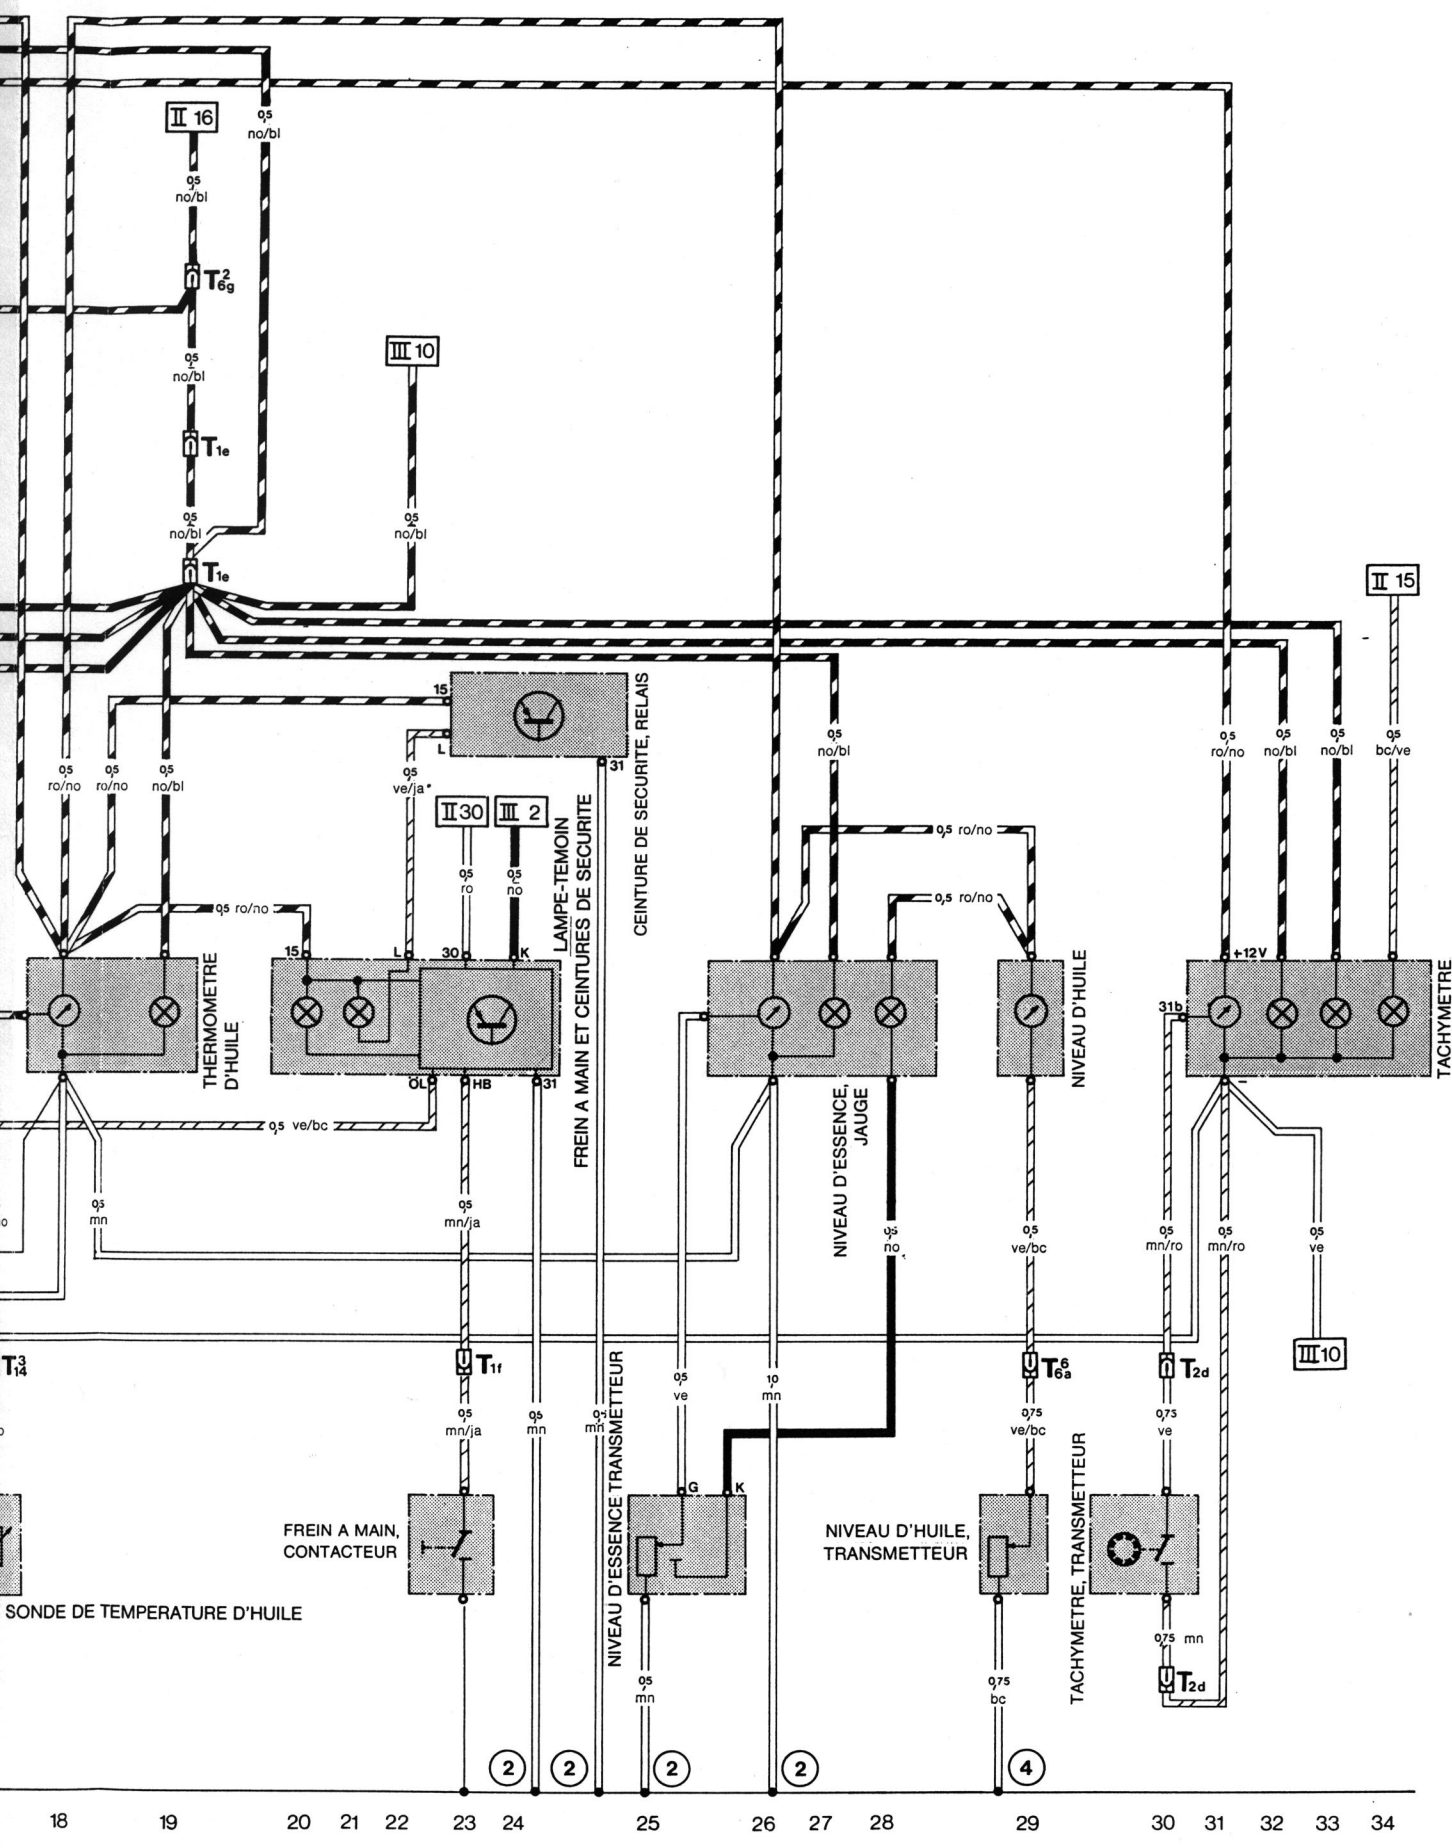 II 16
0,5
no/bl
0,5
no/bl
T 2 6g
III 10
0,5
no/bl
T1e
0,5
no/bl
0,5
no/bl
T1e
II 15
15
L
31
CEINTURE DE SECURITE, RELAIS
0,5
ro/no
0,5
ro/no
0,5
no/bl
0,5
ve/ja
0,5
no/bl
0,5
ro/no
0,5
no/bl
0,5
no/bl
0,5
bc/ve
II 30
III 2
0,5
ro
0,5
no
LAMPE-TEMOIN
FREIN A MAIN ET CEINTURES DE SECURITE
0,5 ro/no
0,5 ro/no
0,5 ro/no
15
L
30
K
+12V
31b
THERMOMETRE
D'HUILE
NIVEAU D'HUILE
TACHYMETRE
ÖL
HB
31
–
0,5 ve/bc
NIVEAU D'ESSENCE,
JAUGE
0,5
mn
0,5
mn/ja
0,5
no
0,5
ve/bc
0,5
mn/ro
0,5
mn/ro
0,5
ve
III 10
T 3 14
T1f
T 6 6a
T2d
0,5
ve
1,0
mn
0,5
mn/ja
0,5
mn
0,5
mn
0,75
ve/bc
0,75
ve
NIVEAU D'ESSENCE TRANSMETTEUR
G
K
FREIN A MAIN,
CONTACTEUR
NIVEAU D'HUILE,
TRANSMETTEUR
TACHYMETRE, TRANSMETTEUR
SONDE DE TEMPERATURE D'HUILE
0,75 mn
T2d
0,5
mn
0,75
bc
2
2
2
2
4
18 19 20 21 22 23 24 25 26 27 28 29 30 31 32 33 34